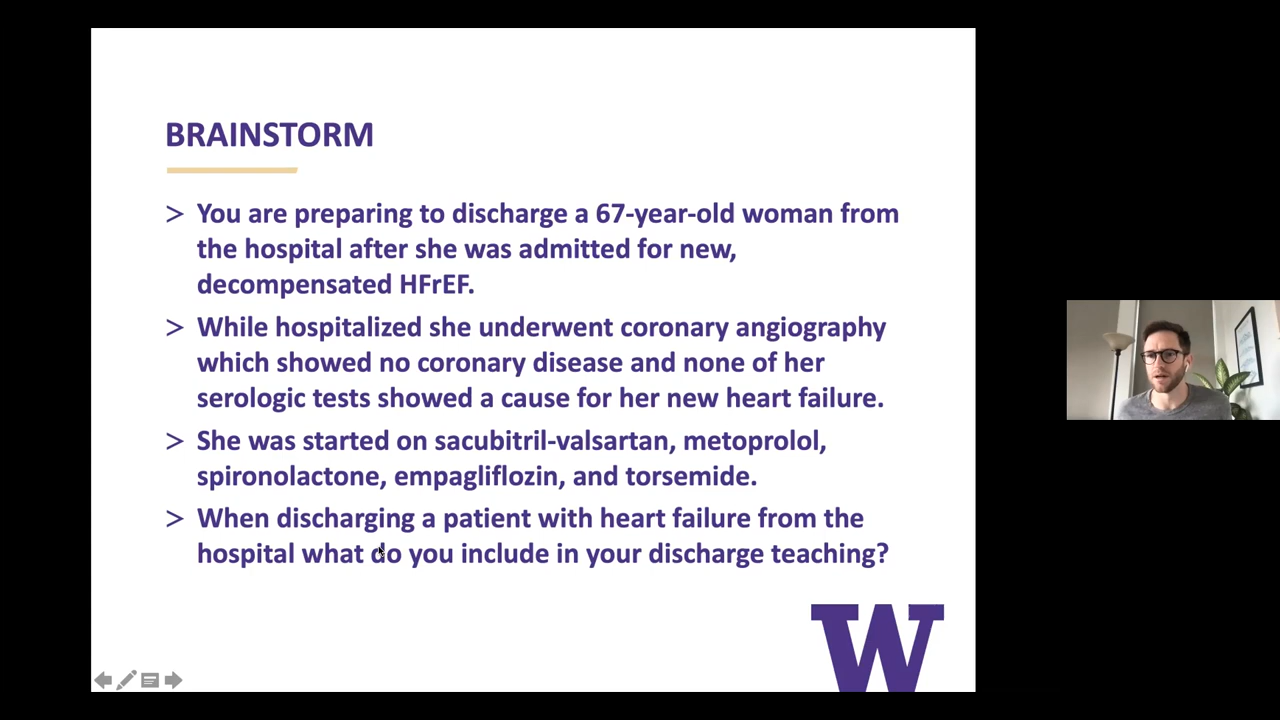 BRAINSTORM
> You are preparing to discharge a 67-year-old woman from
the hospital after she was admitted for new,
decompensated HFrEF.
> While hospitalized she underwent coronary angiography
which showed no coronary disease and none of her
serologic tests showed a cause for her new heart failure.
> She was started on sacubitril-valsartan, metoprolol,
spironolactone, empagliflozin, and torsemide.
> When discharging a patient with heart failure from the
hospital what do you include in your discharge teaching?
W